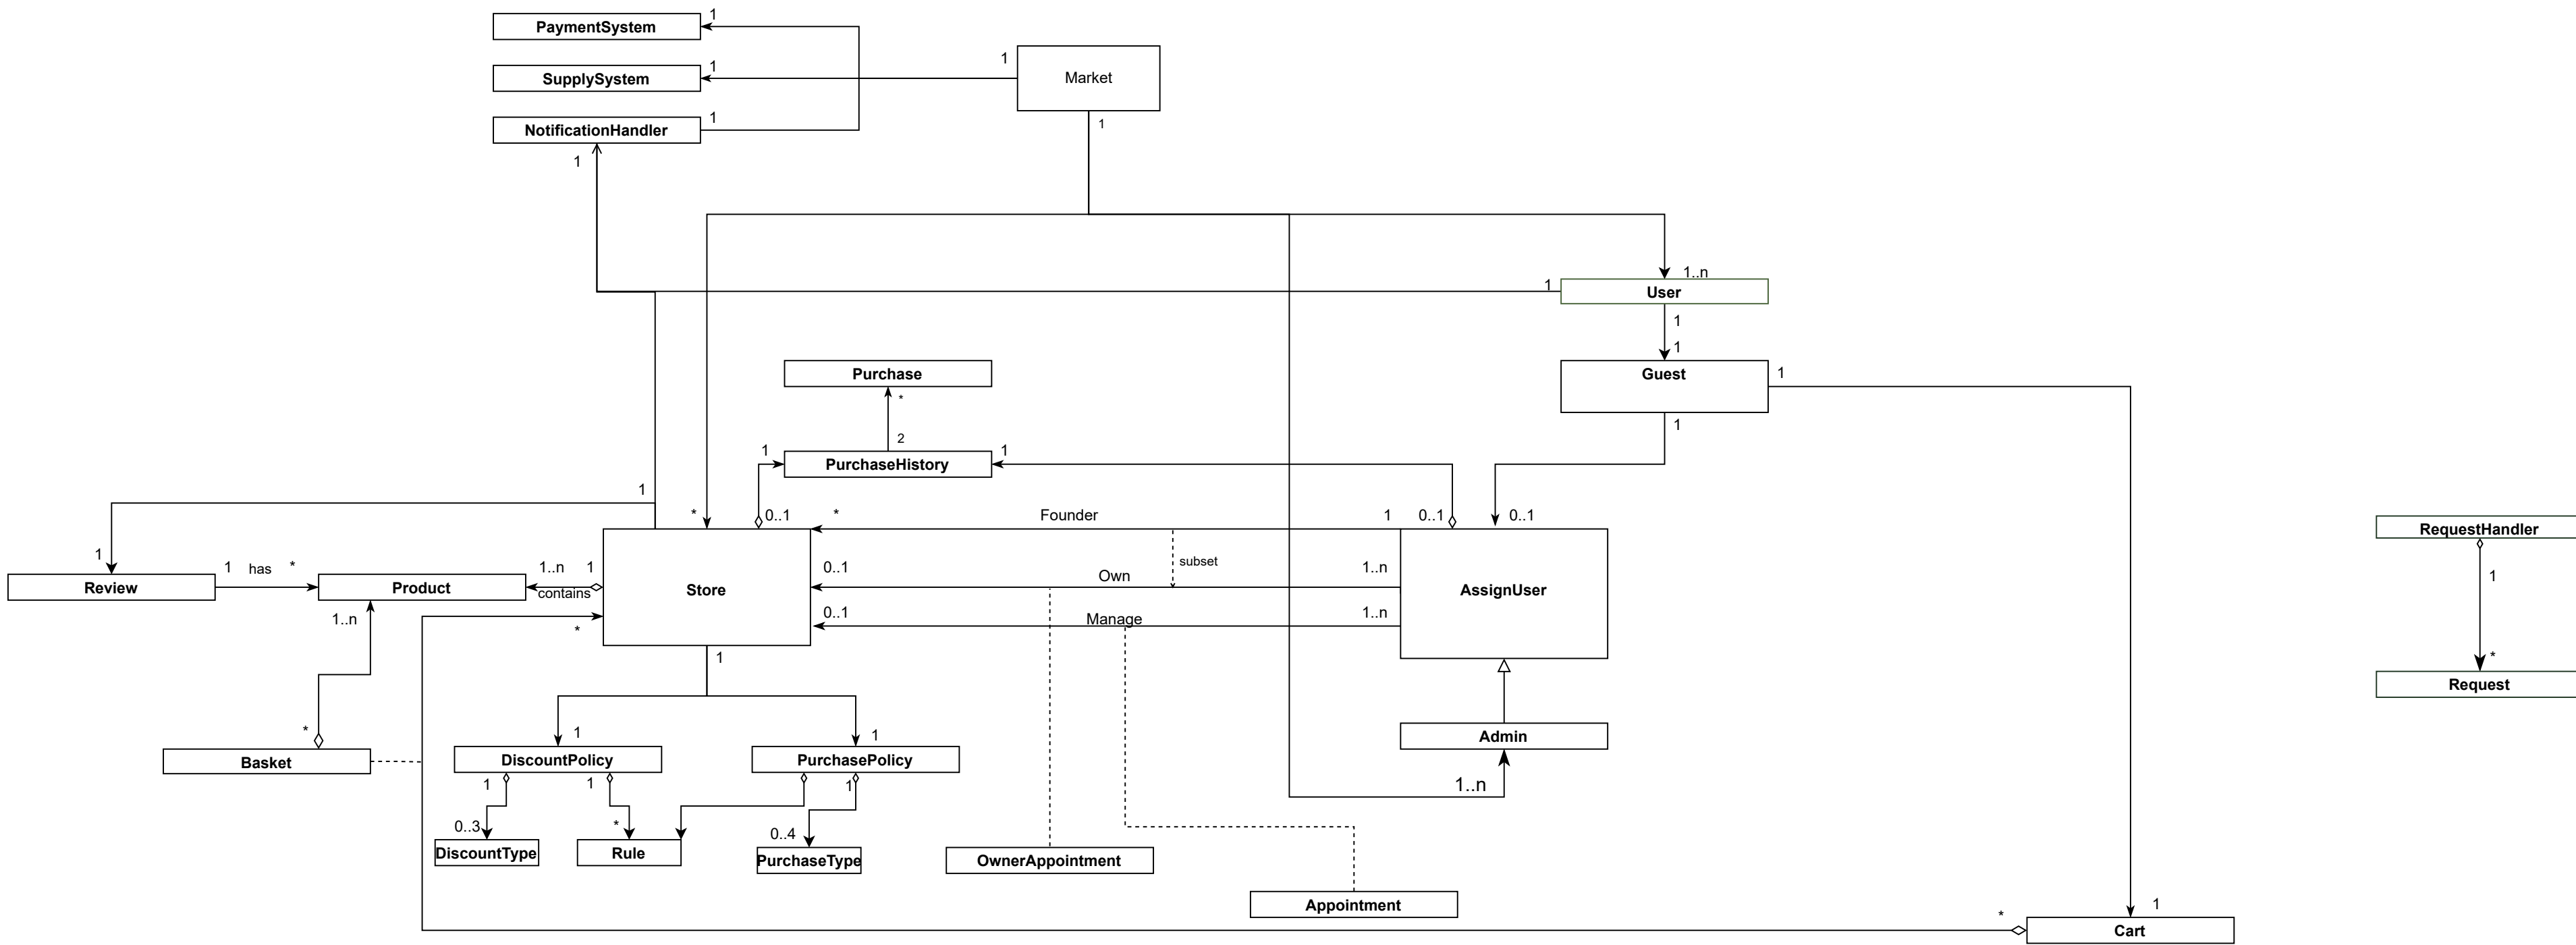 1
PaymentSystem
1
1
SupplySystem
Market
1
NotificationHandler
1
1
1..n
1
User
1
1
Purchase
Guest
1
*
1
2
1
PurchaseHistory
1
1
*
0..1
*
Founder
1
0..1
0..1
RequestHandler
1
subset
1
has
*
1..n
1
0..1
Own
1..n
1
Review
Product
contains
Store
AssignUser
0..1
Manage
1..n
1..n
*
1
*
Request
*
1
1
Admin
Basket
DiscountPolicy
PurchasePolicy
1
1
1
1..n
0..3
*
0..4
DiscountType
Rule
PurchaseType
OwnerAppointment
Appointment
1
*
Cart